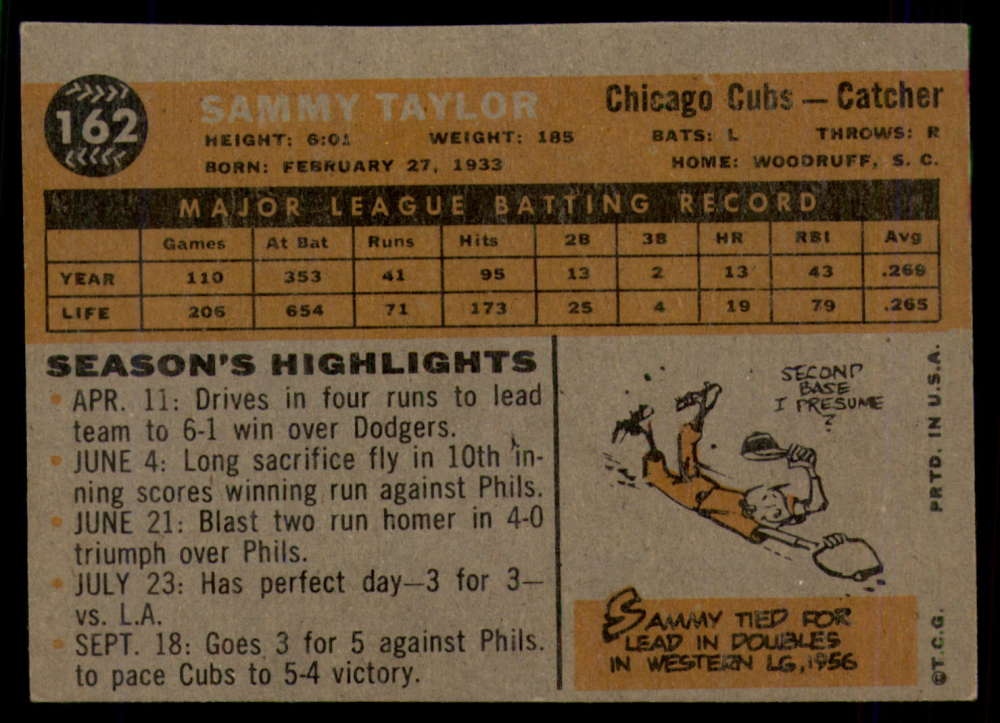 162
SAMMY TAYLOR
Chicago Cubs — Catcher
HEIGHT: 6:01 WEIGHT: 185 BATS: L THROWS: R
BORN: FEBRUARY 27, 1933 HOME: WOODRUFF, S. C.
MAJOR LEAGUE BATTING RECORD
Games At Bat Runs Hits 2B 3B HR RBI Avg
YEAR 110 353 41 95 13 2 13 43 .269
LIFE 206 654 71 173 25 4 19 79 .265
SEASON'S HIGHLIGHTS
APR. 11: Drives in four runs to lead
team to 6-1 win over Dodgers.
JUNE 4: Long sacrifice fly in 10th in-
ning scores winning run against Phils.
JUNE 21: Blast two run homer in 4-0
triumph over Phils.
JULY 23: Has perfect day—3 for 3—
vs. L.A.
SEPT. 18: Goes 3 for 5 against Phils.
to pace Cubs to 5-4 victory.
SECOND
BASE
I PRESUME
?
SAMMY TIED FOR
LEAD IN DOUBLES
IN WESTERN LG, 1956
PRTD. IN U.S.A.
©T.C.G.